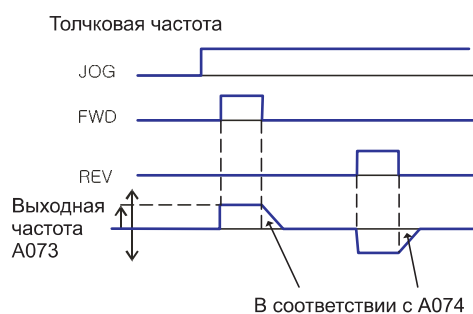 Толчковая частота
JOG
FWD
REV
Выходная
частота
A073
В соответствии с A074